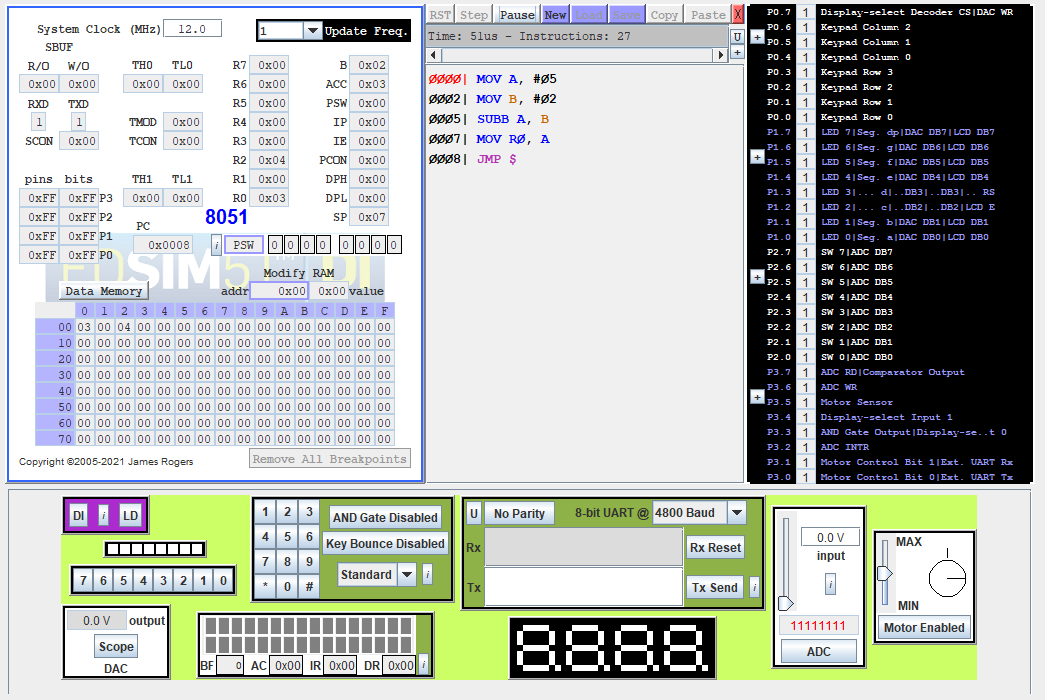 RST Step Pause New Load Save Copy Paste X
System Clock (MHz) 12.0 1 Update Freq.
Time: 51us - Instructions: 27 U
+
SBUF
R/O W/O TH0 TL0 R7 0x00 B 0x02
0x00 0x00 0x00 0x00 R6 0x00 ACC 0x03
R5 0x00 PSW 0x00
RXD TXD R4 0x00 IP 0x00
1 1 TMOD 0x00 R3 0x00 IE 0x00
SCON 0x00 TCON 0x00 R2 0x04 PCON 0x00
R1 0x00 DPH 0x00
pins bits TH1 TL1 R0 0x03 DPL 0x00
0xFF 0xFF P3 0x00 0x00 8051 SP 0x07
0xFF 0xFF P2 PC
0xFF 0xFF P1 0x0008 i PSW 0 0 0 0 0 0 0 0
0xFF 0xFF P0
EDSIM51DI
Modify RAM
Data Memory addr 0x00 0x00 value
0 1 2 3 4 5 6 7 8 9 A B C D E F
00 03 00 04 00 00 00 00 00 00 00 00 00 00 00 00 00
10 00 00 00 00 00 00 00 00 00 00 00 00 00 00 00 00
20 00 00 00 00 00 00 00 00 00 00 00 00 00 00 00 00
30 00 00 00 00 00 00 00 00 00 00 00 00 00 00 00 00
40 00 00 00 00 00 00 00 00 00 00 00 00 00 00 00 00
50 00 00 00 00 00 00 00 00 00 00 00 00 00 00 00 00
60 00 00 00 00 00 00 00 00 00 00 00 00 00 00 00 00
70 00 00 00 00 00 00 00 00 00 00 00 00 00 00 00 00
Copyright ©2005-2021 James Rogers Remove All Breakpoints
0000| MOV A, #05
0002| MOV B, #02
0005| SUBB A, B
0007| MOV R0, A
0008| JMP $
P0.7 1 Display-select Decoder CS|DAC WR
+ P0.6 1 Keypad Column 2
P0.5 1 Keypad Column 1
P0.4 1 Keypad Column 0
P0.3 1 Keypad Row 3
P0.2 1 Keypad Row 2
P0.1 1 Keypad Row 1
P0.0 1 Keypad Row 0
P1.7 1 LED 7|Seg. dp|DAC DB7|LCD DB7
+ P1.6 1 LED 6|Seg. g|DAC DB6|LCD DB6
P1.5 1 LED 5|Seg. f|DAC DB5|LCD DB5
P1.4 1 LED 4|Seg. e|DAC DB4|LCD DB4
P1.3 1 LED 3|... d|..DB3|..DB3|.. RS
P1.2 1 LED 2|... c|..DB2|..DB2|LCD E
P1.1 1 LED 1|Seg. b|DAC DB1|LCD DB1
P1.0 1 LED 0|Seg. a|DAC DB0|LCD DB0
P2.7 1 SW 7|ADC DB7
+ P2.6 1 SW 6|ADC DB6
P2.5 1 SW 5|ADC DB5
P2.4 1 SW 4|ADC DB4
P2.3 1 SW 3|ADC DB3
P2.2 1 SW 2|ADC DB2
P2.1 1 SW 1|ADC DB1
P2.0 1 SW 0|ADC DB0
P3.7 1 ADC RD|Comparator Output
+ P3.6 1 ADC WR
P3.5 1 Motor Sensor
P3.4 1 Display-select Input 1
P3.3 1 AND Gate Output|Display-se..t 0
P3.2 1 ADC INTR
P3.1 1 Motor Control Bit 1|Ext. UART Rx
P3.0 1 Motor Control Bit 0|Ext. UART Tx
DI i LD
7 6 5 4 3 2 1 0
0.0 V output
Scope
DAC
1 2 3 AND Gate Disabled
4 5 6 Key Bounce Disabled
7 8 9 Standard i
* 0 #
BF 0 AC 0x00 IR 0x00 DR 0x00 i
U No Parity 8-bit UART @ 4800 Baud
Rx Rx Reset
Tx Tx Send i
8.8.8.8.
0.0 V
input
i
11111111
ADC
MAX
MIN
Motor Enabled